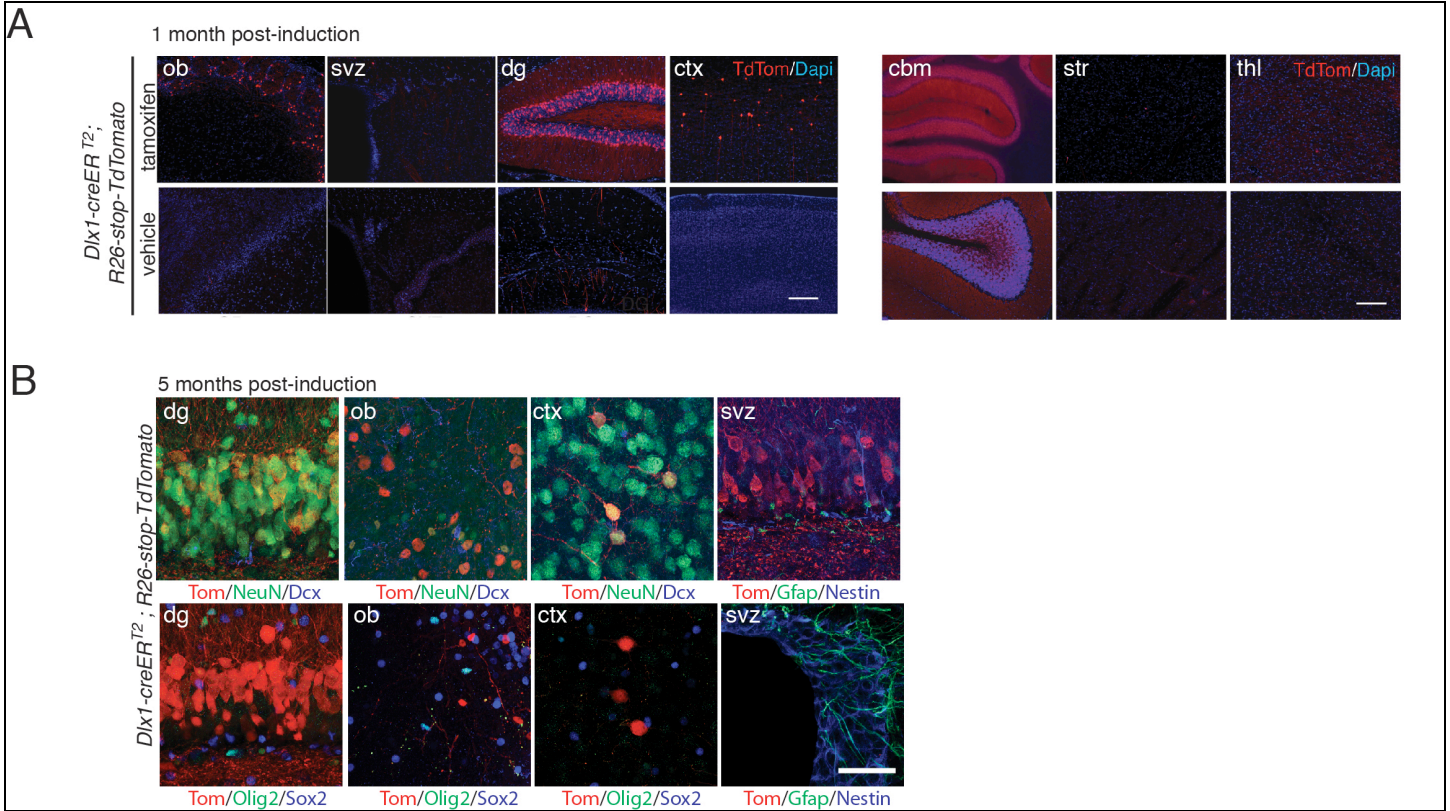 A
1 month post-induction
Dlx1-creER T2;
R26-stop-TdTomato
tamoxifen
vehicle
ob
svz
dg
ctx
TdTom/Dapi
cbm
str
thl
TdTom/Dapi
DG
B
5 months post-induction
Dlx1-creER T2 ; R26-stop-TdTomato
dg
ob
ctx
svz
Tom/NeuN/Dcx
Tom/NeuN/Dcx
Tom/NeuN/Dcx
Tom/Gfap/Nestin
dg
ob
ctx
svz
Tom/Olig2/Sox2
Tom/Olig2/Sox2
Tom/Olig2/Sox2
Tom/Gfap/Nestin